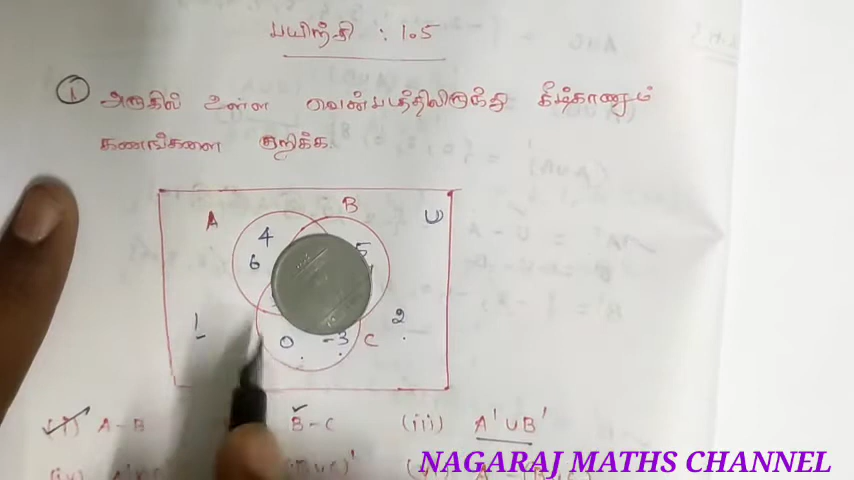 பயிற்சி : 1.5
1 அருகில் உள்ள வென்படத்திலிருந்து கீழ்காணும்
கணங்களை குறிக்க.
B
A U
4 5
6
1 2
0 -3 C
(i) A-B B-C (iii) A'∪B'
NAGARAJ MATHS CHANNEL